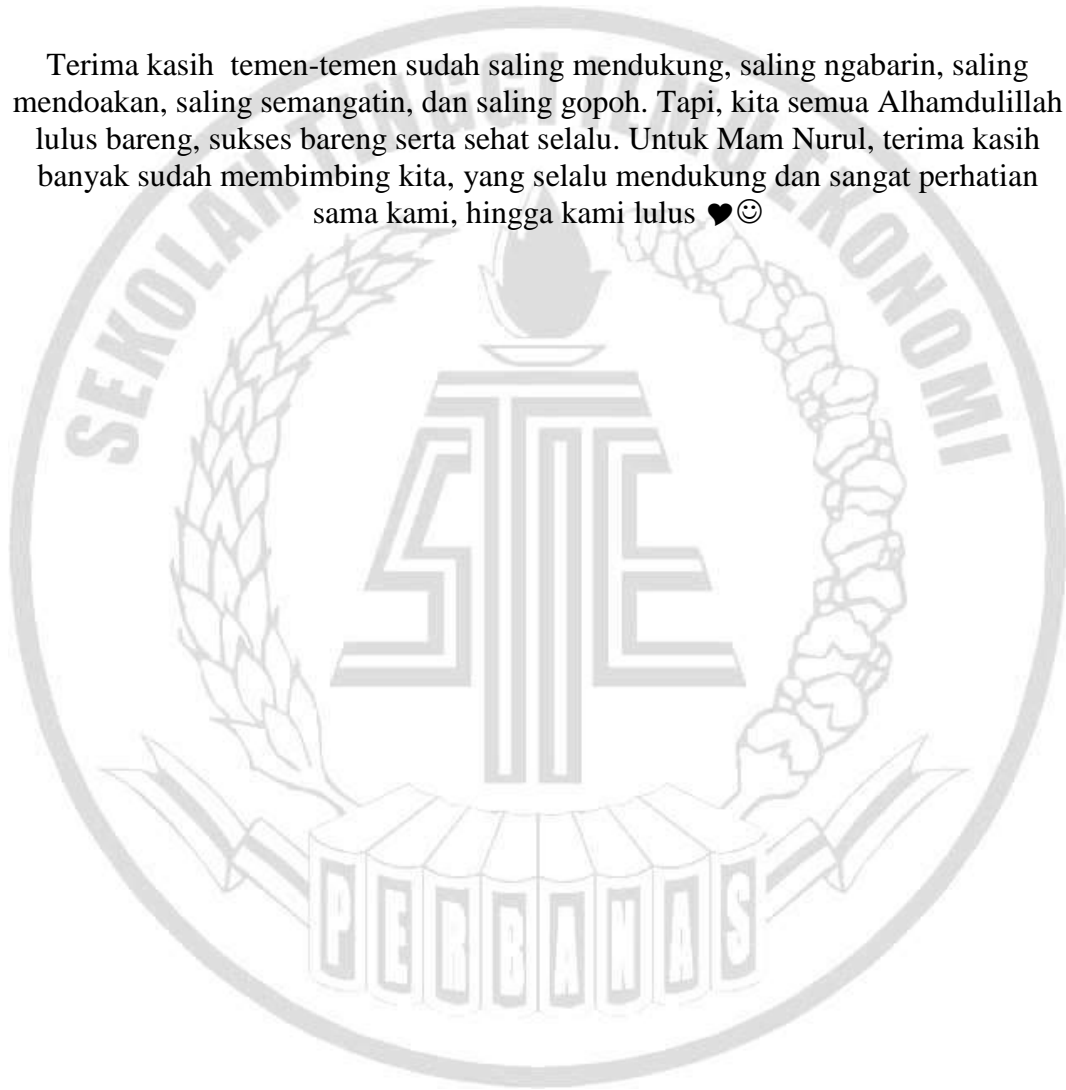 Terima kasih temen-temen sudah saling mendukung, saling ngabarin, saling
mendoakan, saling semangatin, dan saling gopoh. Tapi, kita semua Alhamdulillah
lulus bareng, sukses bareng serta sehat selalu. Untuk Mam Nurul, terima kasih
banyak sudah membimbing kita, yang selalu mendukung dan sangat perhatian
sama kami, hingga kami lulus ♥☺
SEKOLAH TINGGI ILMU EKONOMI
STIE
PERBANAS